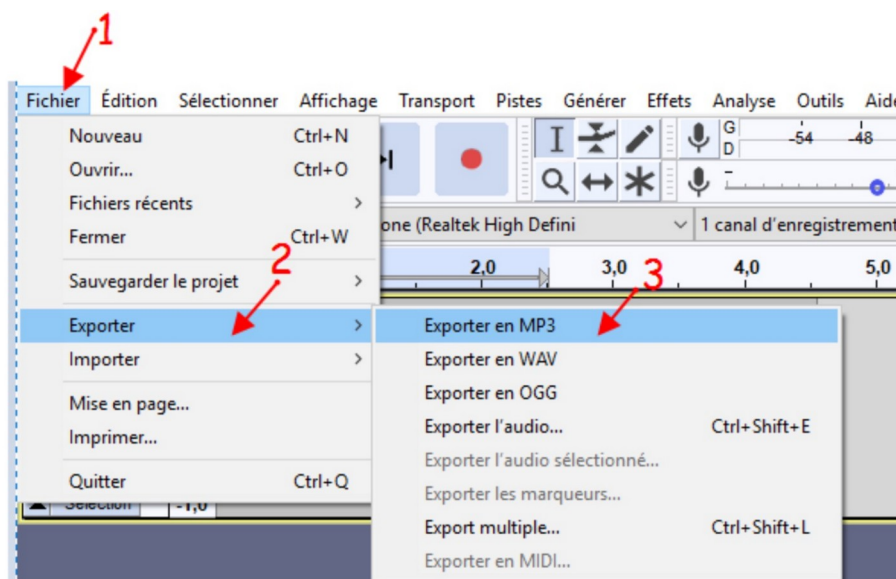 1
Fichier Édition Sélectionner Affichage Transport Pistes Générer Effets Analyse Outils Aide
Nouveau Ctrl+N
G
D
-54 -48
Ouvrir... Ctrl+O
Fichiers récents >
Fermer Ctrl+W
one (Realtek High Defini
1 canal d'enregistrement
2
Sauvegarder le projet >
2,0 3,0 4,0 5,0
3
Exporter >
Exporter en MP3
Importer >
Exporter en WAV
Exporter en OGG
Mise en page...
Exporter l'audio... Ctrl+Shift+E
Imprimer...
Exporter l'audio sélectionné...
Quitter Ctrl+Q
Exporter les marqueurs...
-1,0
Export multiple... Ctrl+Shift+L
Exporter en MIDI...